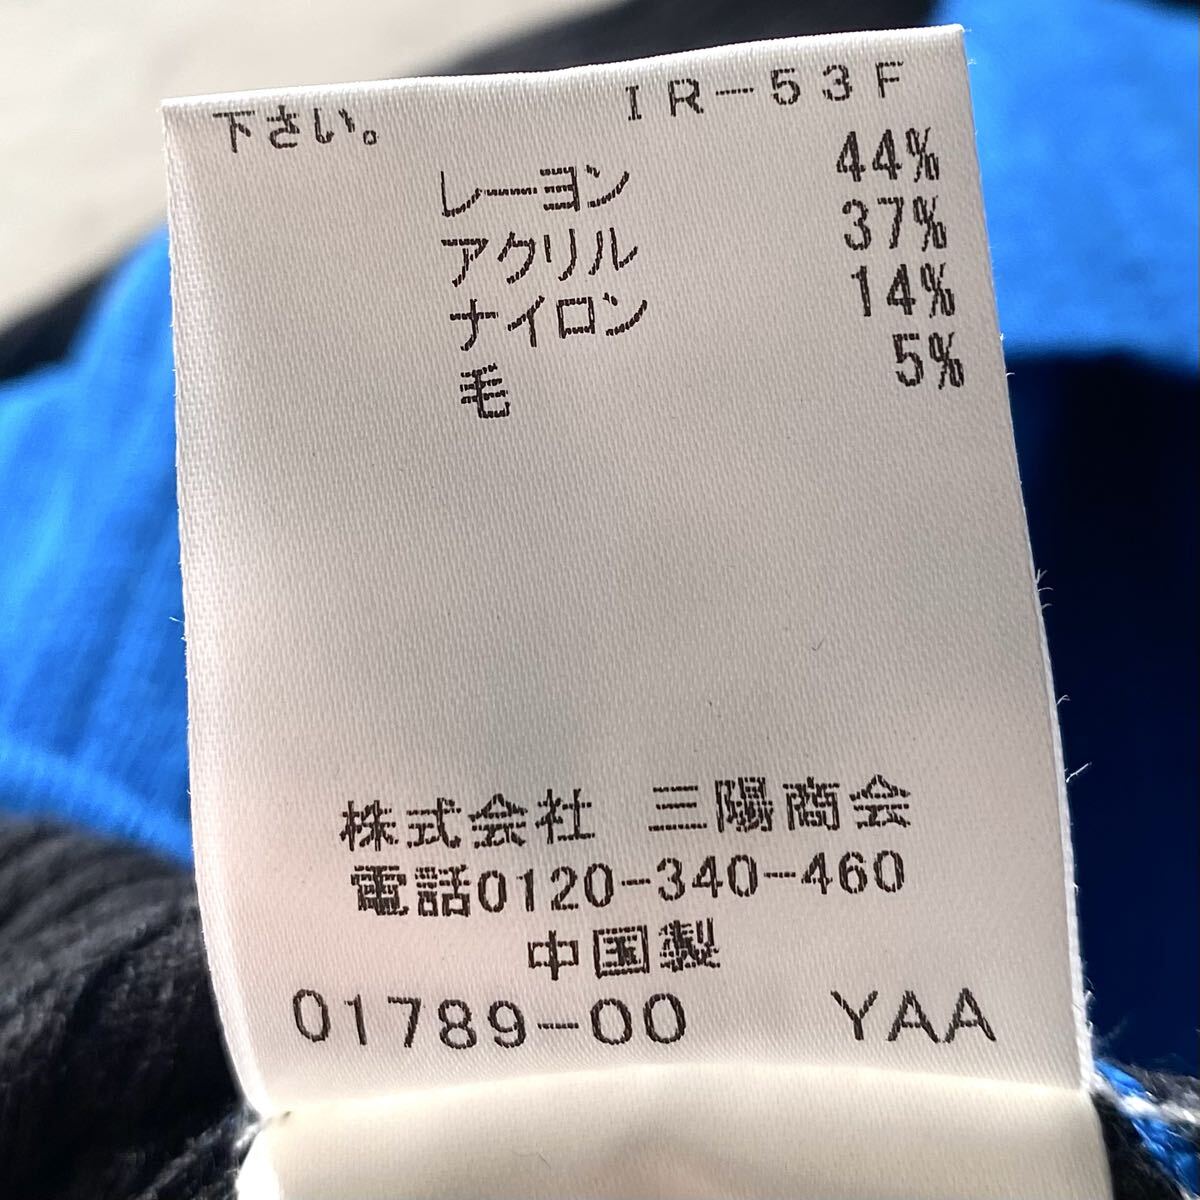 下さい。 IR-53F
レーヨン 44%
アクリル 37%
ナイロン 14%
毛 5%
株式会社 三陽商会
電話0120-340-460
中国製
01789-00 YAA